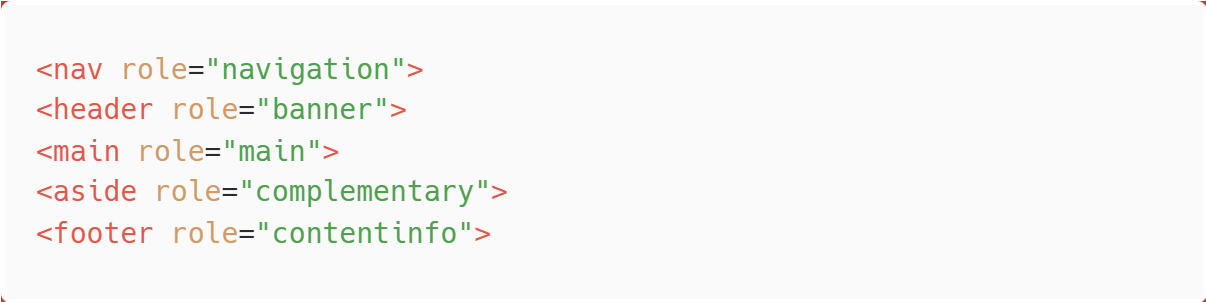 <nav role="navigation">
<header role="banner">
<main role="main">
<aside role="complementary">
<footer role="contentinfo">